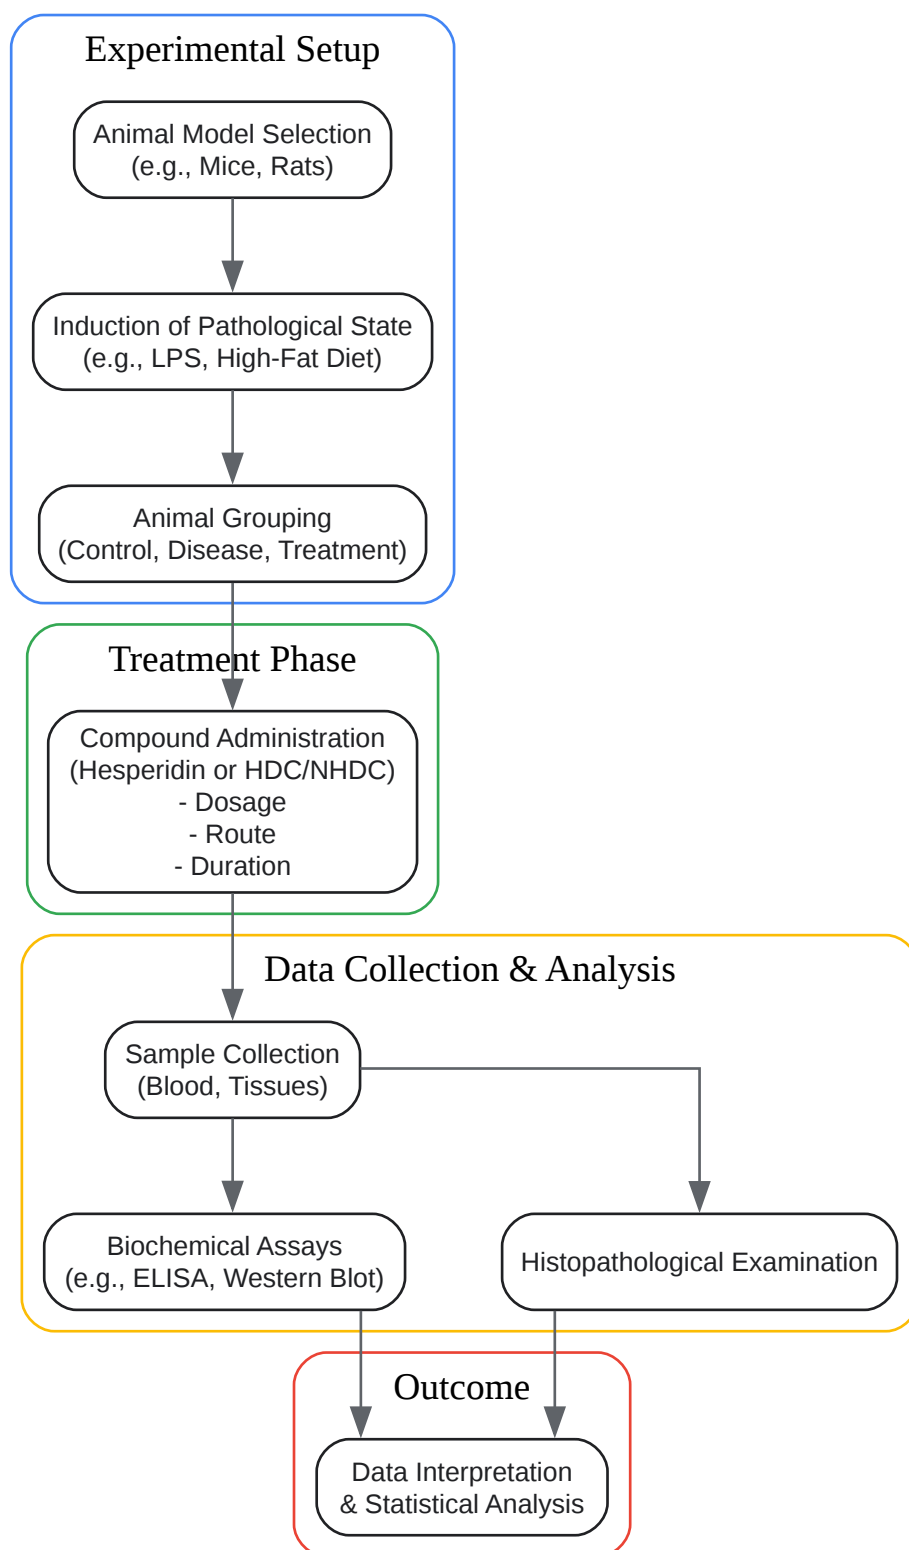 Experimental Setup
Animal Model Selection
(e.g., Mice, Rats)
Induction of Pathological State
(e.g., LPS, High-Fat Diet)
Animal Grouping
(Control, Disease, Treatment)
Treatment Phase
Compound Administration
(Hesperidin or HDC/NHDC)
- Dosage
- Route
- Duration
Data Collection & Analysis
Sample Collection
(Blood, Tissues)
Biochemical Assays
(e.g., ELISA, Western Blot)
Histopathological Examination
Outcome
Data Interpretation
& Statistical Analysis